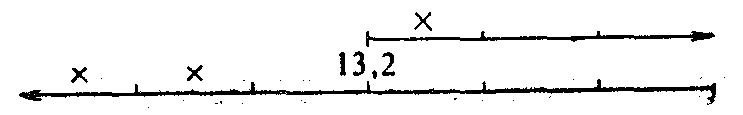 ×
× ×
13,2